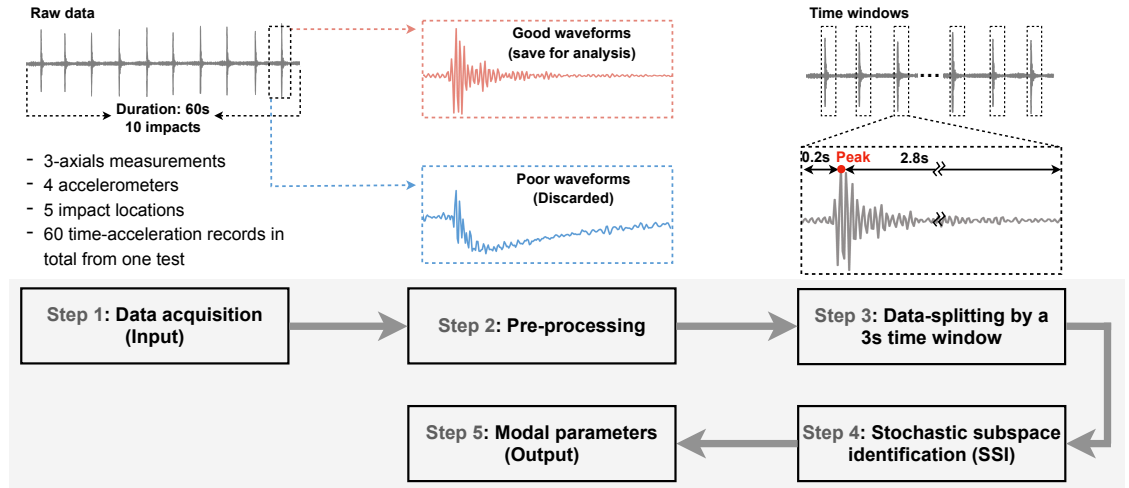 Raw data
Duration: 60s
10 impacts
- 3-axials measurements
- 4 accelerometers
- 5 impact locations
- 60 time-acceleration records in
total from one test
Good waveforms
(save for analysis)
Poor waveforms
(Discarded)
Time windows
0.2s Peak 2.8s
Step 1: Data acquisition
(Input)
Step 2: Pre-processing
Step 3: Data-splitting by a
3s time window
Step 4: Stochastic subspace
identification (SSI)
Step 5: Modal parameters
(Output)